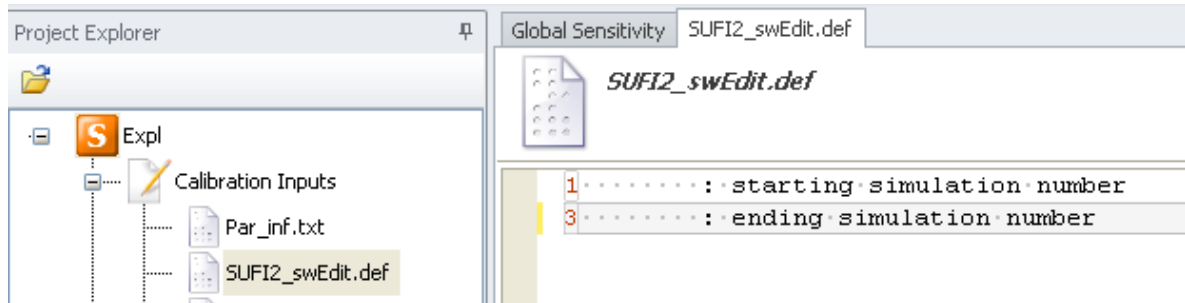 Project Explorer
Expl
Calibration Inputs
Par_inf.txt
SUFI2_swEdit.def
Global Sensitivity
SUFI2_swEdit.def
SUFI2_swEdit.def
1 : starting simulation number
3 : ending simulation number